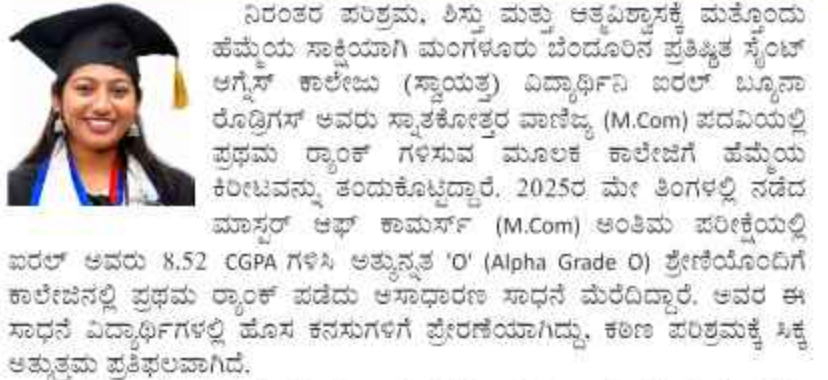 ನಿರಂತರ ಪರಿಶ್ರಮ, ಶಿಸ್ತು ಮತ್ತು ಆತ್ಮವಿಶ್ವಾಸಕ್ಕೆ ಮತ್ತೊಂದು
ಹೆಮ್ಮೆಯ ಸಾಕ್ಷಿಯಾಗಿ ಮಂಗಳೂರು ಬೆಂದೂರಿನ ಪ್ರತಿಷ್ಠಿತ ಸೈಂಟ್
ಆಗ್ನೆಸ್ ಕಾಲೇಜು (ಸ್ವಾಯತ್ತ) ವಿದ್ಯಾರ್ಥಿನಿ ಐರಲ್ ಬ್ಯೂನಾ
ರೊಡ್ರಿಗಸ್ ಅವರು ಸ್ನಾತಕೋತ್ತರ ವಾಣಿಜ್ಯ (M.Com) ಪದವಿಯಲ್ಲಿ
ಪ್ರಥಮ ರ‍್ಯಾಂಕ್ ಗಳಿಸುವ ಮೂಲಕ ಕಾಲೇಜಿಗೆ ಹೆಮ್ಮೆಯ
ಕಿರೀಟವನ್ನು ತಂದುಕೊಟ್ಟಿದ್ದಾರೆ. 2025ರ ಮೇ ತಿಂಗಳಲ್ಲಿ ನಡೆದ
ಮಾಸ್ಟರ್ ಆಫ್ ಕಾಮರ್ಸ್ (M.Com) ಅಂತಿಮ ಪರೀಕ್ಷೆಯಲ್ಲಿ
ಐರಲ್ ಅವರು 8.52 CGPA ಗಳಿಸಿ ಅತ್ಯುನ್ನತ 'O' (Alpha Grade O) ಶ್ರೇಣಿಯೊಂದಿಗೆ
ಕಾಲೇಜಿನಲ್ಲಿ ಪ್ರಥಮ ರ‍್ಯಾಂಕ್ ಪಡೆದು ಅಸಾಧಾರಣ ಸಾಧನೆ ಮೆರೆದಿದ್ದಾರೆ. ಅವರ ಈ
ಸಾಧನೆ ವಿದ್ಯಾರ್ಥಿಗಳಲ್ಲಿ ಹೊಸ ಕನಸುಗಳಿಗೆ ಪ್ರೇರಣೆಯಾಗಿದ್ದು, ಕಠಿಣ ಪರಿಶ್ರಮಕ್ಕೆ ಸಿಕ್ಕ
ಅತ್ಯುತ್ತಮ ಪ್ರತಿಫಲವಾಗಿದೆ.